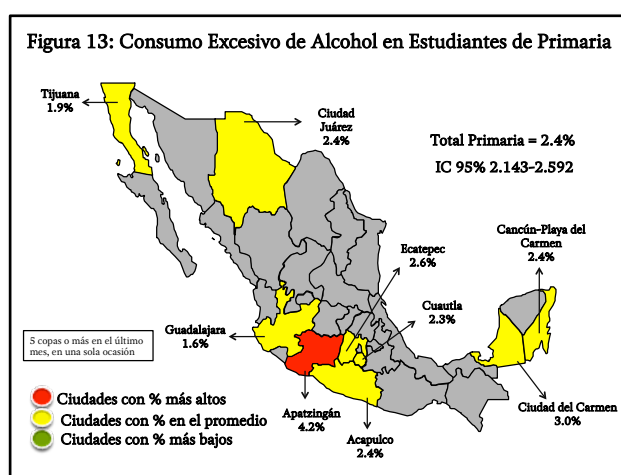 Figura 13: Consumo Excesivo de Alcohol en Estudiantes de Primaria
Tijuana
1.9%
Ciudad
Juárez
2.4%
Total Primaria = 2.4%
IC 95% 2.143-2.592
Cancún-Playa del
Carmen
2.4%
Ecatepec
2.6%
Cuautla
2.3%
Guadalajara
1.6%
5 copas o más en el último
mes, en una sola ocasión
Ciudades con % más altos
Ciudades con % en el promedio
Ciudades con % más bajos
Apatzingán
4.2%
Acapulco
2.4%
Ciudad del Carmen
3.0%